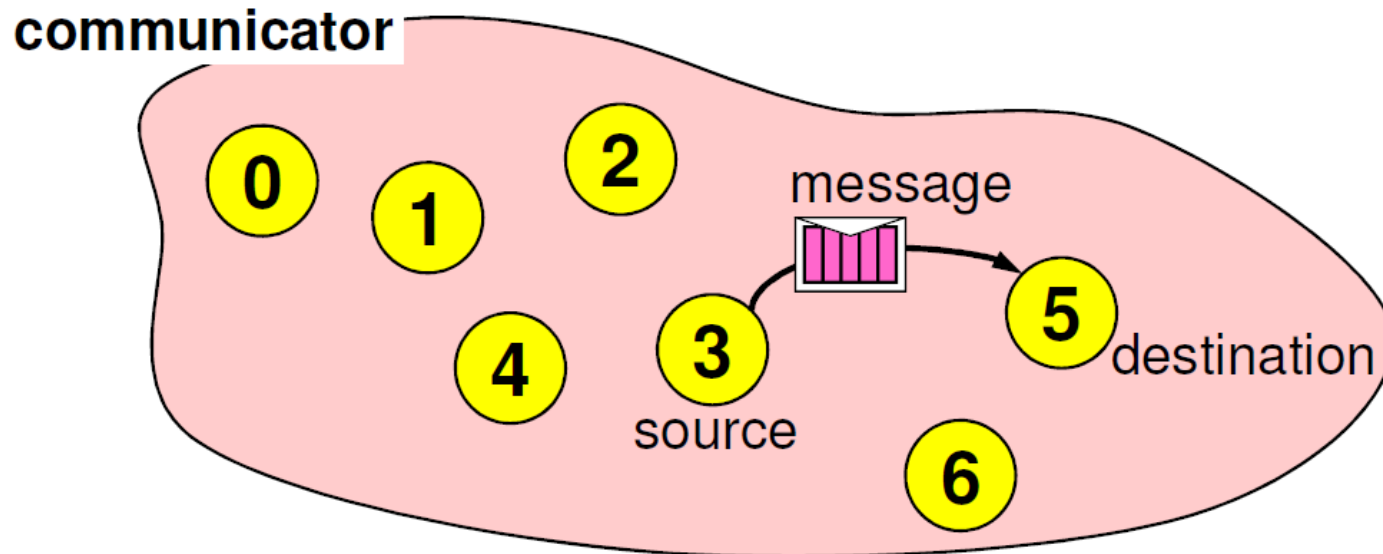 communicator
0
1
2
message
3
4
5
destination
source
6